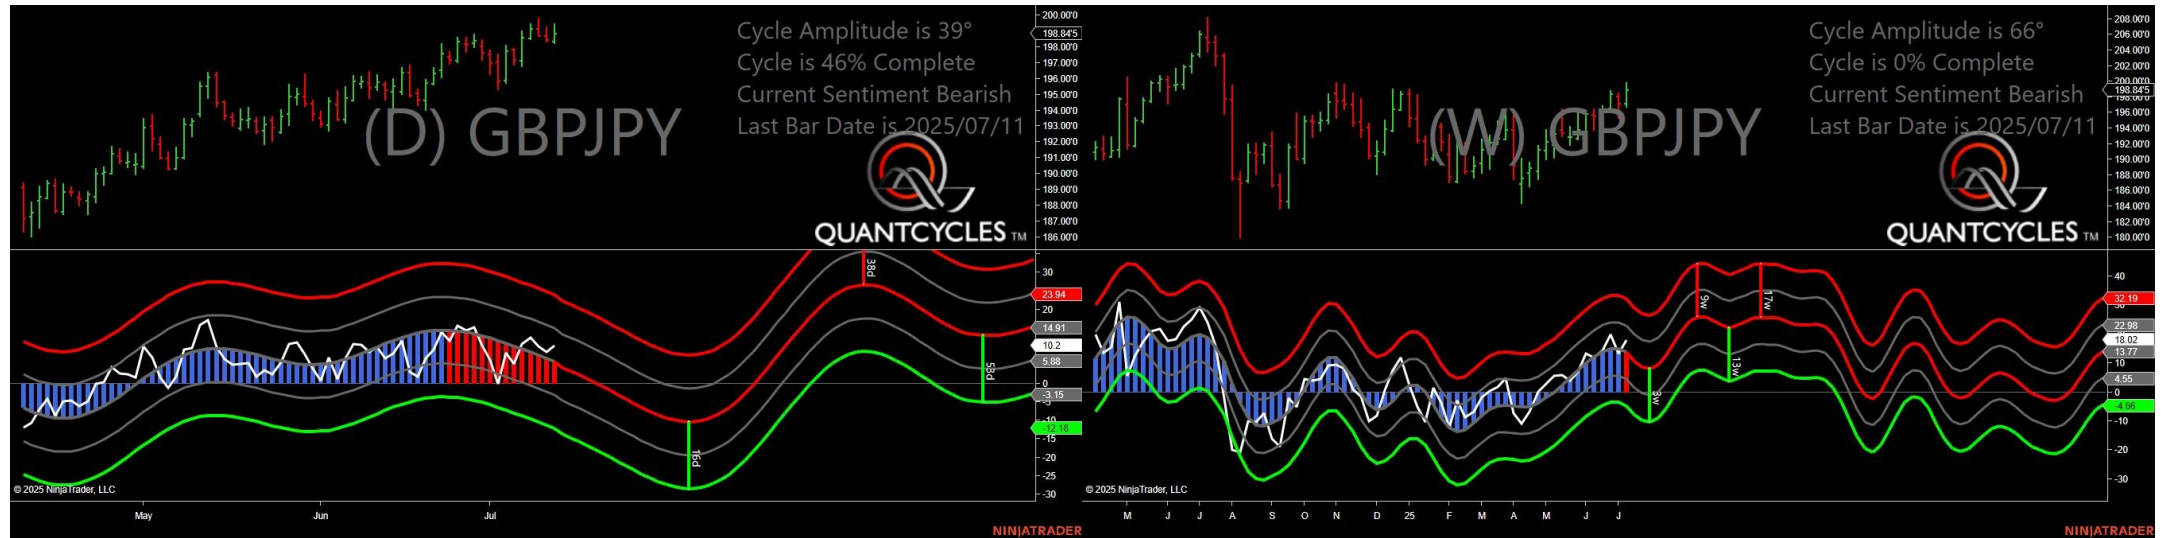 Cycle Amplitude is 39°
Cycle is 46% Complete
Current Sentiment Bearish
Last Bar Date is 2025/07/11
(D) GBPJPY
QUANTCYCLES TM
200.00'0
198.84'5
198.00'0
196.00'0
195.00'0
194.00'0
193.00'0
192.00'0
191.00'0
190.00'0
189.00'0
188.00'0
187.00'0
186.00'0
38d
58d
16d
30
23.94
20
14.91
10.2
5.88
0
-3.15
-10
-12.18
-15
-20
-25
-30
© 2025 NinjaTrader, LLC
May
Jun
Jul
NINJATRADER
Cycle Amplitude is 66°
Cycle is 0% Complete
Current Sentiment Bearish
Last Bar Date is 2025/07/11
(W) GBPJPY
QUANTCYCLES TM
208.00'0
206.00'0
204.00'0
202.00'0
200.00'0
198.84'5
198.00'0
196.00'0
194.00'0
192.00'0
190.00'0
188.00'0
186.00'0
184.00'0
182.00'0
180.00'0
9w
17w
13w
3w
40
32.19
22.98
18.02
13.77
10
4.55
0
-4.66
-10
-20
-30
© 2025 NinjaTrader, LLC
M J J A S O N D 25 F M A M J J
NINJATRADER